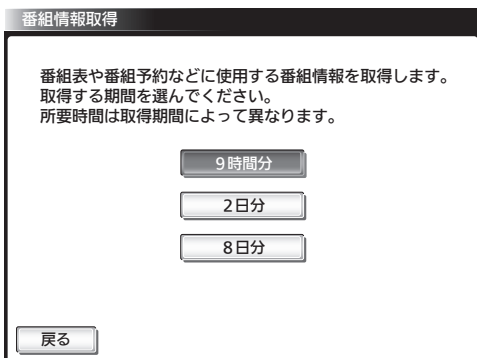 番組情報取得
番組表や番組予約などに使用する番組情報を取得します。
取得する期間を選んでください。
所要時間は取得期間によって異なります。
9時間分
2日分
8日分
戻る